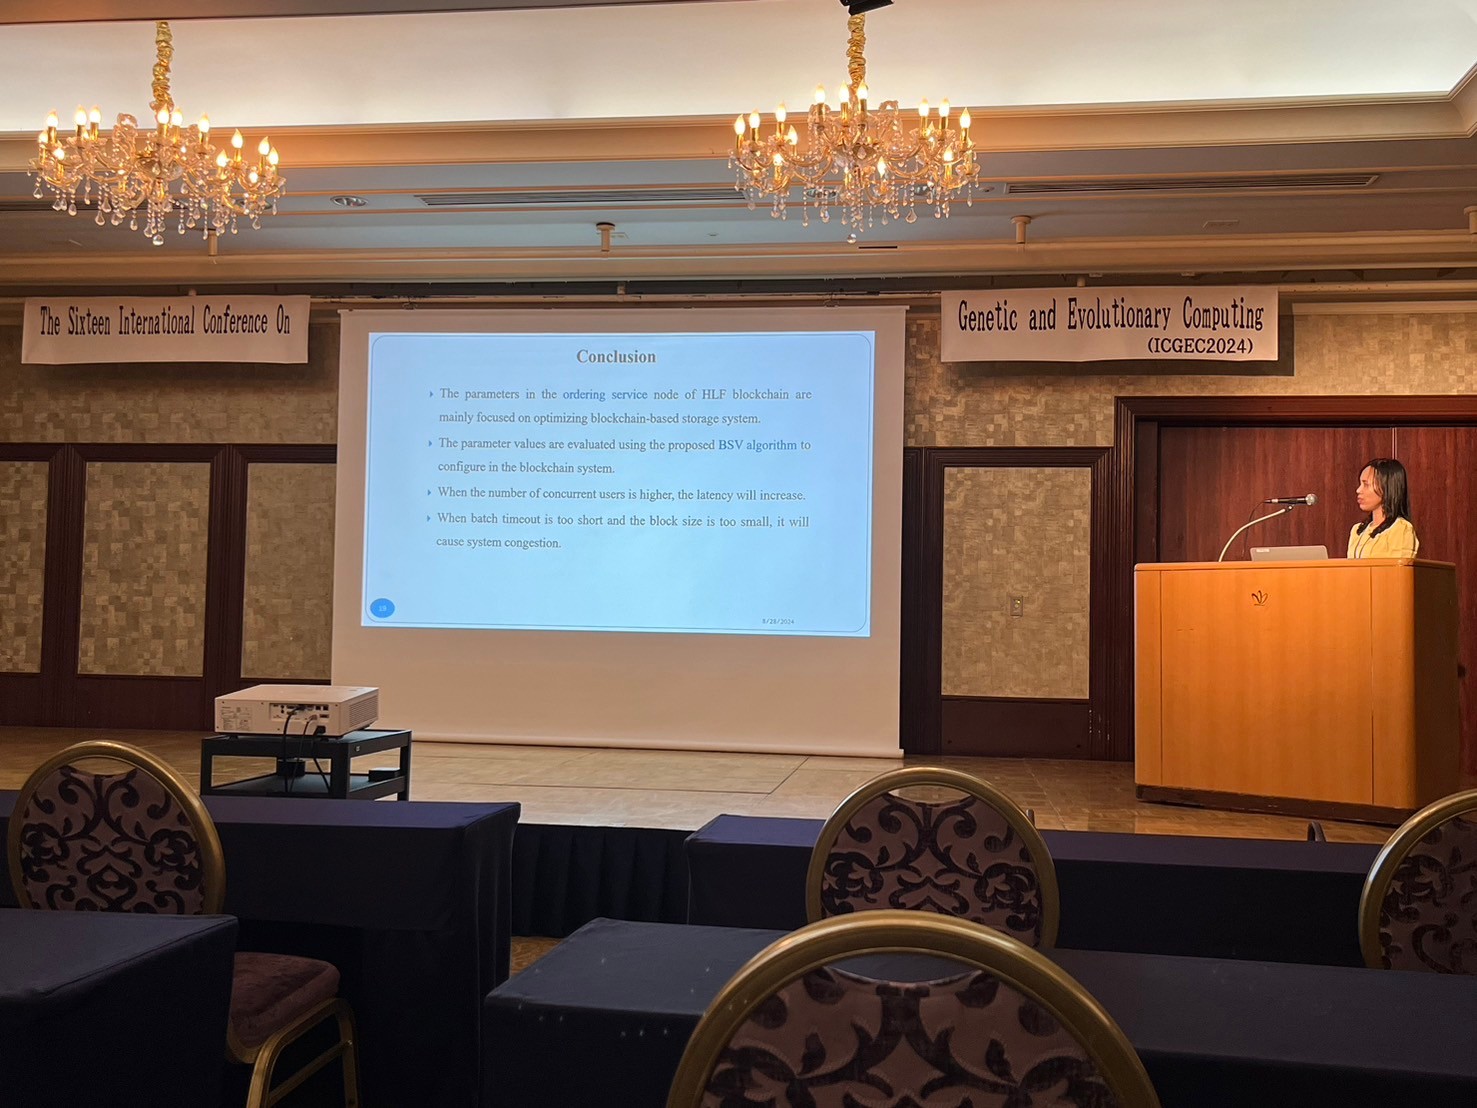 The Sixteen International Conference On
Genetic and Evolutionary Computing
(ICGEC2024)
Conclusion
The parameters in the ordering service node of HLF blockchain are
mainly focused on optimizing blockchain-based storage system.
The parameter values are evaluated using the proposed BSV algorithm to
configure in the blockchain system.
When the number of concurrent users is higher, the latency will increase.
When batch timeout is too short and the block size is too small, it will
cause system congestion.
8/28/2024